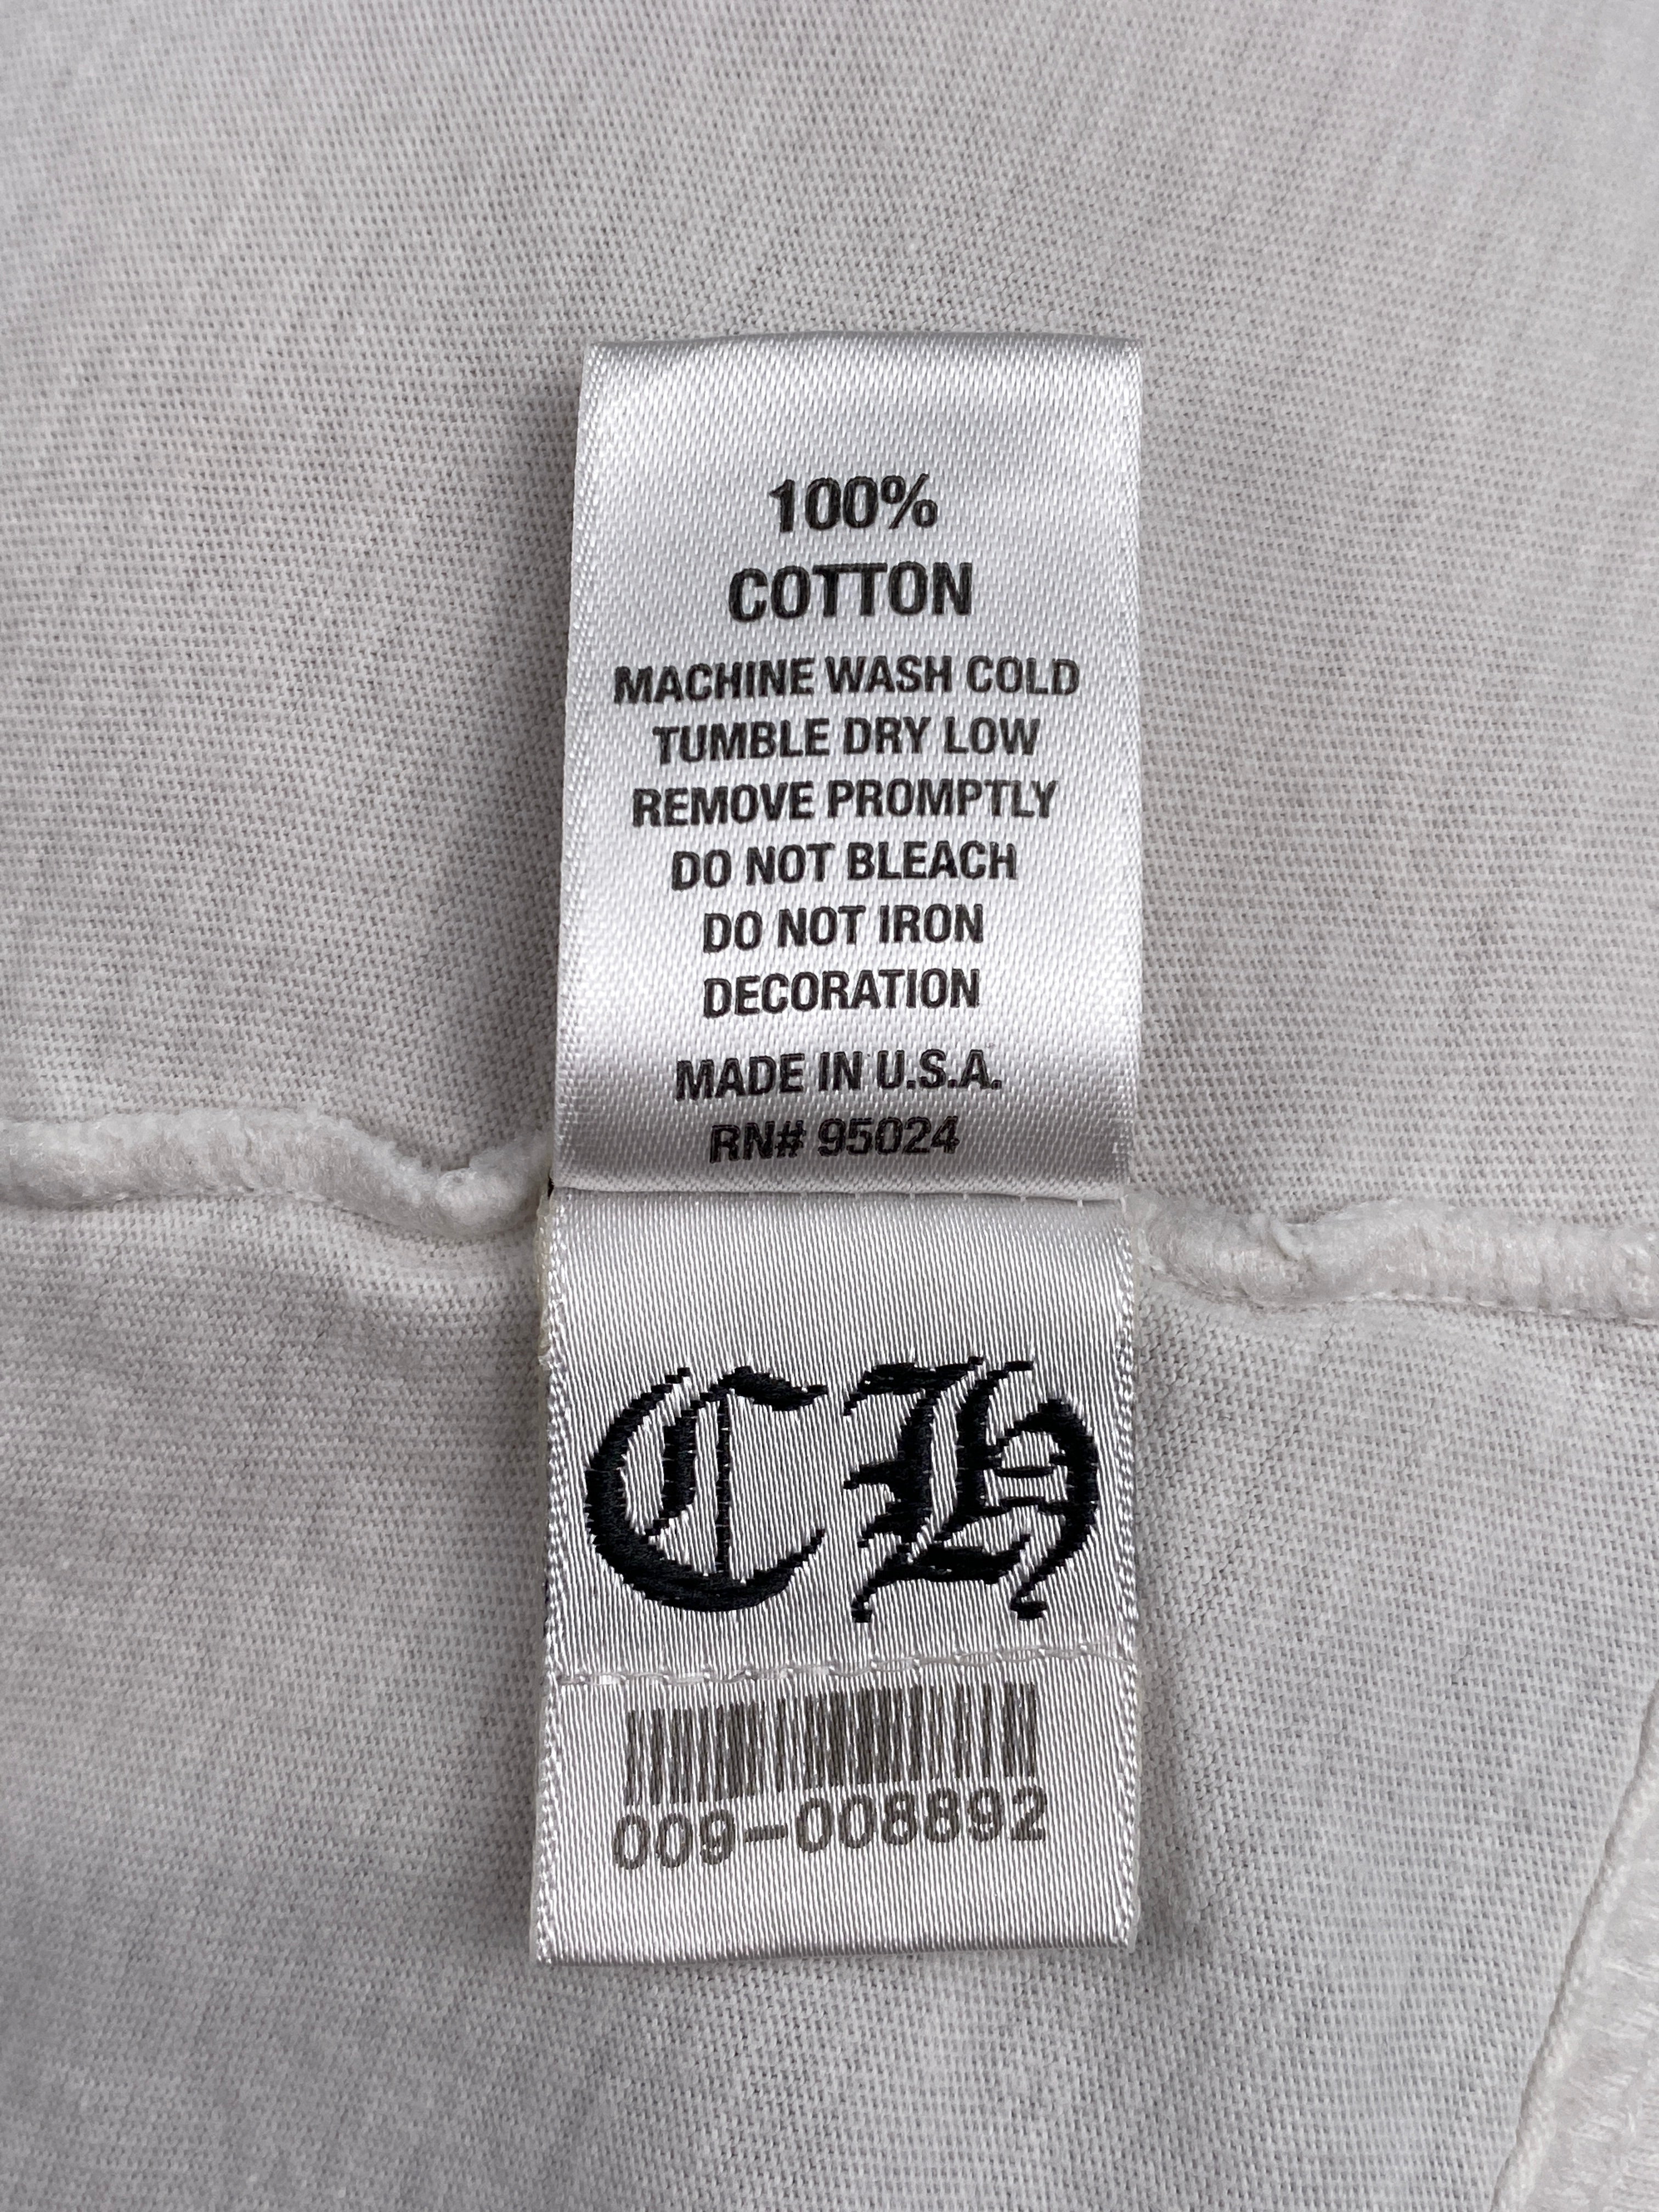 100%
COTTON
MACHINE WASH COLD
TUMBLE DRY LOW
REMOVE PROMPTLY
DO NOT BLEACH
DO NOT IRON
DECORATION
MADE IN U.S.A.
RN# 95024
CH
009-008892